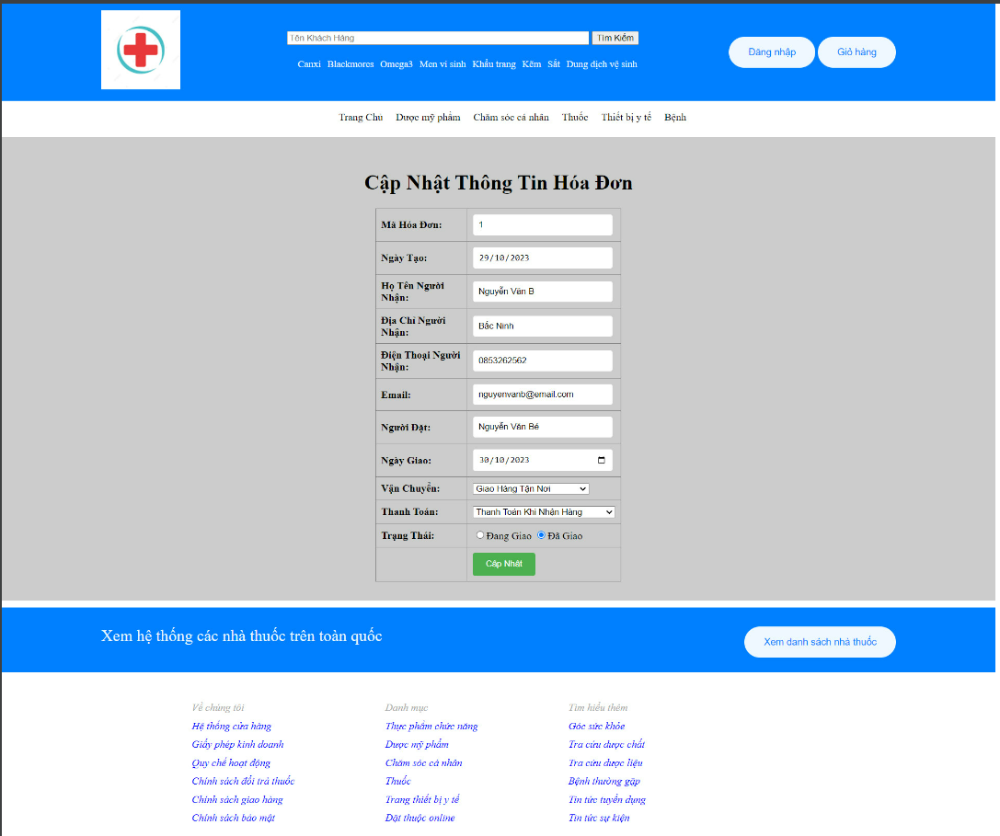 Tên Khách Hàng Tìm Kiếm
Canxi Blackmores Omega3 Men vi sinh Khẩu trang Kẽm Sắt Dung dịch vệ sinh
Đăng nhập Giỏ hàng
Trang Chủ Dược mỹ phẩm Chăm sóc cá nhân Thuốc Thiết bị y tế Bệnh
Cập Nhật Thông Tin Hóa Đơn
Mã Hóa Đơn: 1
Ngày Tạo: 29/10/2023
Họ Tên Người
Nhận: Nguyễn Văn B
Địa Chỉ Người
Nhận: Bắc Ninh
Điện Thoại Người
Nhận: 0853262562
Email: nguyenvanb@email.com
Người Đặt: Nguyễn Văn Bé
Ngày Giao: 30/10/2023
Vận Chuyển: Giao Hàng Tận Nơi
Thanh Toán: Thanh Toán Khi Nhận Hàng
Trạng Thái: Đang Giao Đã Giao
Cập Nhật
Xem hệ thống các nhà thuốc trên toàn quốc Xem danh sách nhà thuốc
Về chúng tôi
Hệ thống cửa hàng
Giấy phép kinh doanh
Quy chế hoạt động
Chính sách đổi trả thuốc
Chính sách giao hàng
Chính sách bảo mật
Danh mục
Thực phẩm chức năng
Dược mỹ phẩm
Chăm sóc cá nhân
Thuốc
Trang thiết bị y tế
Đặt thuộc online
Tìm hiểu thêm
Góc sức khỏe
Tra cứu dược chất
Tra cứu dược liệu
Bệnh thường gặp
Tin tức tuyển dụng
Tin tức sự kiện